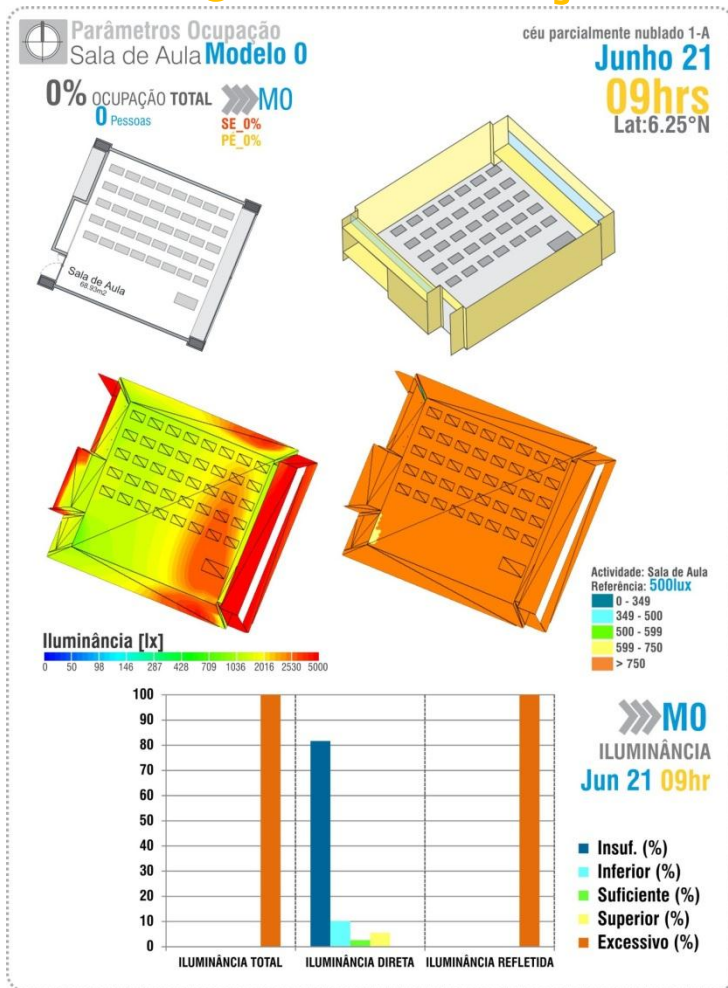 Parâmetros Ocupação
Sala de Aula Modelo 0
céu parcialmente nublado 1-A
Junho 21
09hrs
Lat:6.25°N
0% OCUPAÇÃO TOTAL M0
0 Pessoas
SE_0%
PE_0%
Sala de Aula
68.93m2
Iluminância [lx]
0 50 98 146 287 428 709 1036 2016 2530 5000
Actividade: Sala de Aula
Referência: 500lux
0 - 349
349 - 500
500 - 599
599 - 750
> 750
100
90
80
70
60
50
40
30
20
10
0
ILUMINÂNCIA TOTAL ILUMINÂNCIA DIRETA ILUMINÂNCIA REFLETIDA
M0
ILUMINÂNCIA
Jun 21 09hr
Insuf. (%)
Inferior (%)
Suficiente (%)
Superior (%)
Excessivo (%)